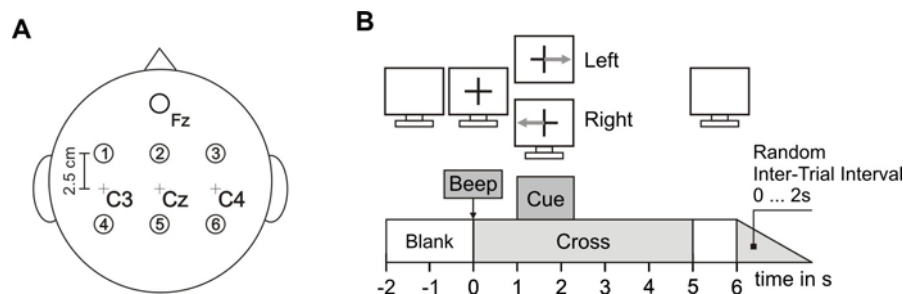 A
Fz
1 2 3
2.5 cm
C3 Cz C4
4 5 6
B
Left
Right
Random
Inter-Trial Interval
0 ... 2s
Beep
Cue
Blank
Cross
-2 -1 0 1 2 3 4 5 6 time in s